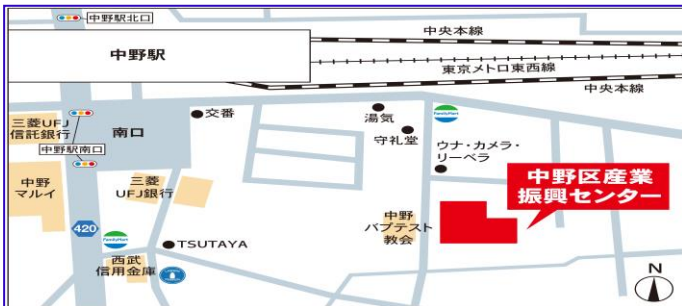 中野駅北口
中央本線
中野駅
東京メトロ東西線
中央本線
三菱UFJ
信託銀行
南口
交番
湯気
守礼堂
FamilyMart
中野駅南口
ウナ・カメラ・
リーベラ
中野区産業
振興センター
中野
マルイ
三菱
UFJ銀行
中野
バプテスト
教会
420
FamilyMart
TSUTAYA
西武
信用金庫
N